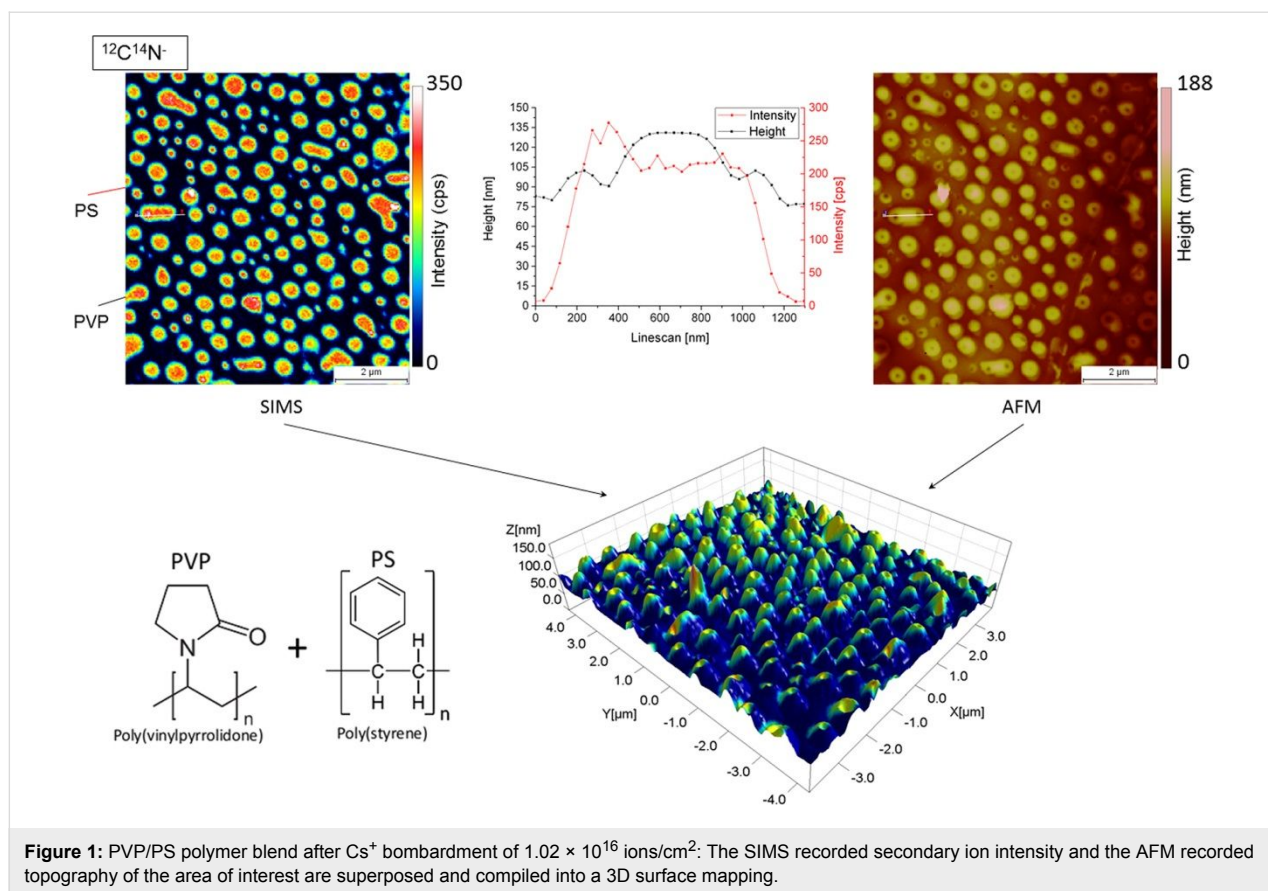 ¹²C¹⁴N⁻
350
Intensity (cps)
0
PS
PVP
2 µm
SIMS
150
135
120
105
90
75
60
45
30
15
0
Height [nm]
Intensity
Height
300
250
200
150
100
50
0
Intensity [cps]
0 200 400 600 800 1000 1200
Linescan [nm]
188
Height (nm)
0
2 µm
AFM
PVP
N
O
n
Poly(vinylpyrrolidone)
+
PS
H
C C
H H
n
Poly(styrene)
Z[nm]
150.0
100.0
50.0
0.0
4.0
3.0
2.0
1.0
0.0
-1.0
-2.0
-3.0
-4.0
Y[µm]
3.0
2.0
1.0
0.0
-1.0
-2.0
-3.0
X[µm]
Figure 1: PVP/PS polymer blend after Cs⁺ bombardment of 1.02 × 10¹⁶ ions/cm²: The SIMS recorded secondary ion intensity and the AFM recorded
topography of the area of interest are superposed and compiled into a 3D surface mapping.